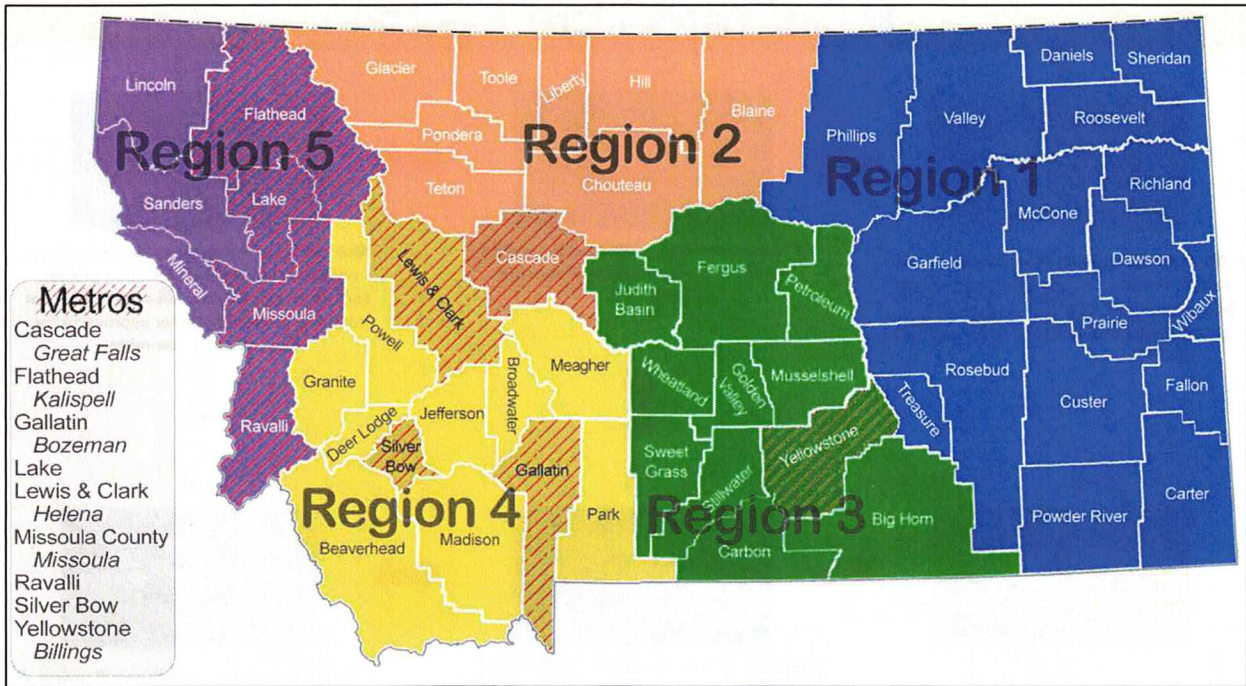 Lincoln
Flathead
Glacier
Toole
Liberty
Hill
Blaine
Phillips
Valley
Daniels
Sheridan
Roosevelt
Region 5
Pondera
Region 2
Region 1
Sanders
Lake
Teton
Chouteau
McCone
Richland
Mineral
Missoula
Lewis & Clark
Cascade
Judith
Basin
Fergus
Petroleum
Garfield
Dawson
Prairie
Wibaux
Powell
Granite
Meagher
Broadwater
Wheatland
Golden
Valley
Musselshell
Treasure
Rosebud
Custer
Fallon
Ravalli
Deer Lodge
Jefferson
Silver
Bow
Gallatin
Sweet
Grass
Stillwater
Yellowstone
Region 4
Park
Region 3
Big Horn
Powder River
Carter
Beaverhead
Madison
Carbon
Metros
Cascade
Great Falls
Flathead
Kalispell
Gallatin
Bozeman
Lake
Lewis & Clark
Helena
Missoula County
Missoula
Ravalli
Silver Bow
Yellowstone
Billings